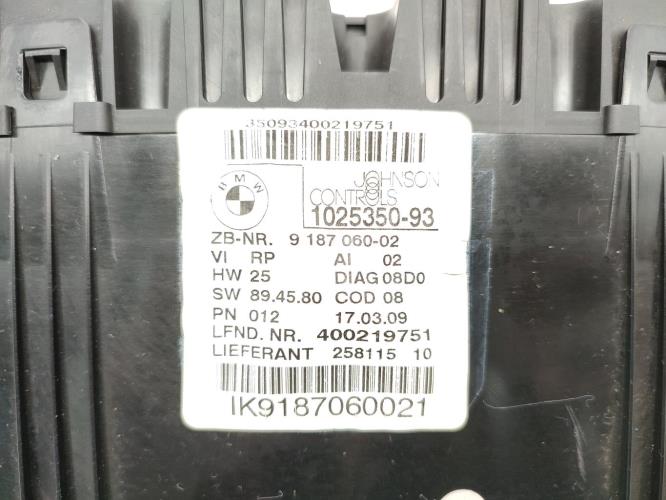 35093400219751
BMW
JOHNSON
CONTROLS
1025350-93
ZB-NR. 9 187 060-02
VI RP AI 02
HW 25 DIAG 08D0
SW 89.45.80 COD 08
PN 012 17.03.09
LFND. NR. 400219751
LIEFERANT 258115 10
IK9187060021